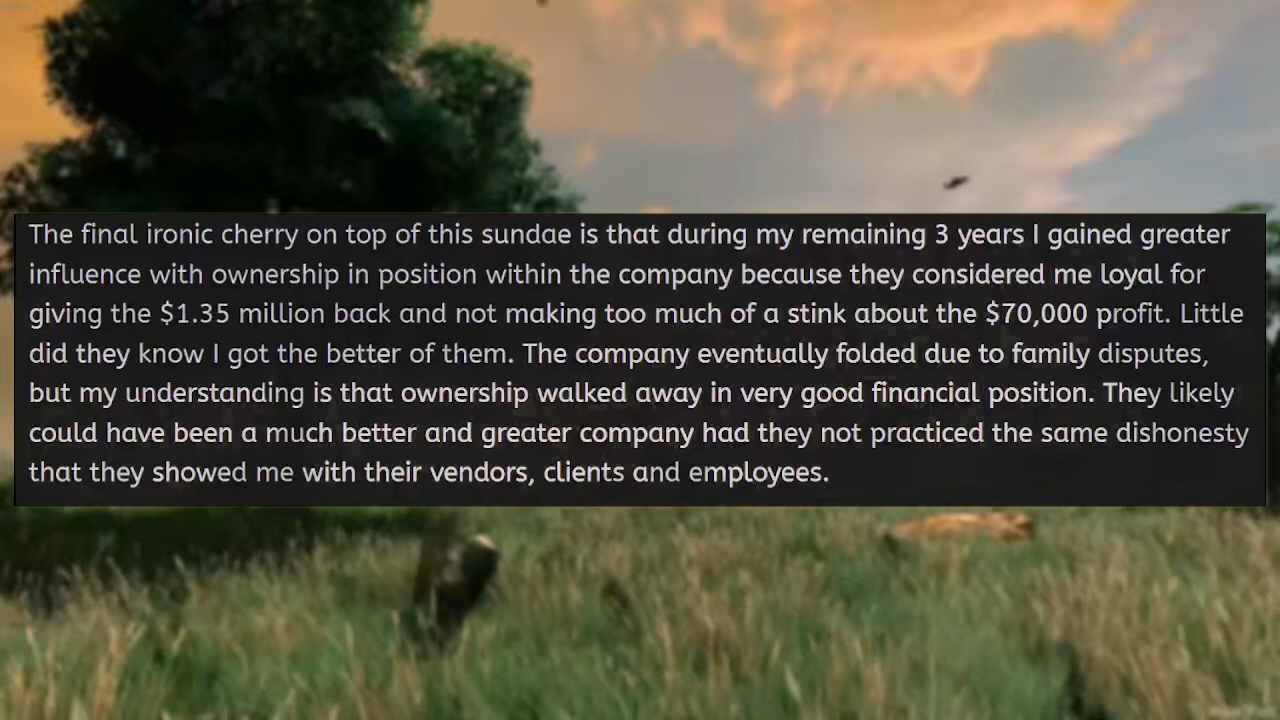 The final ironic cherry on top of this sundae is that during my remaining 3 years I gained greater
influence with ownership in position within the company because they considered me loyal for
giving the $1.35 million back and not making too much of a stink about the $70,000 profit. Little
did they know I got the better of them. The company eventually folded due to family disputes,
but my understanding is that ownership walked away in very good financial position. They likely
could have been a much better and greater company had they not practiced the same dishonesty
that they showed me with their vendors, clients and employees.